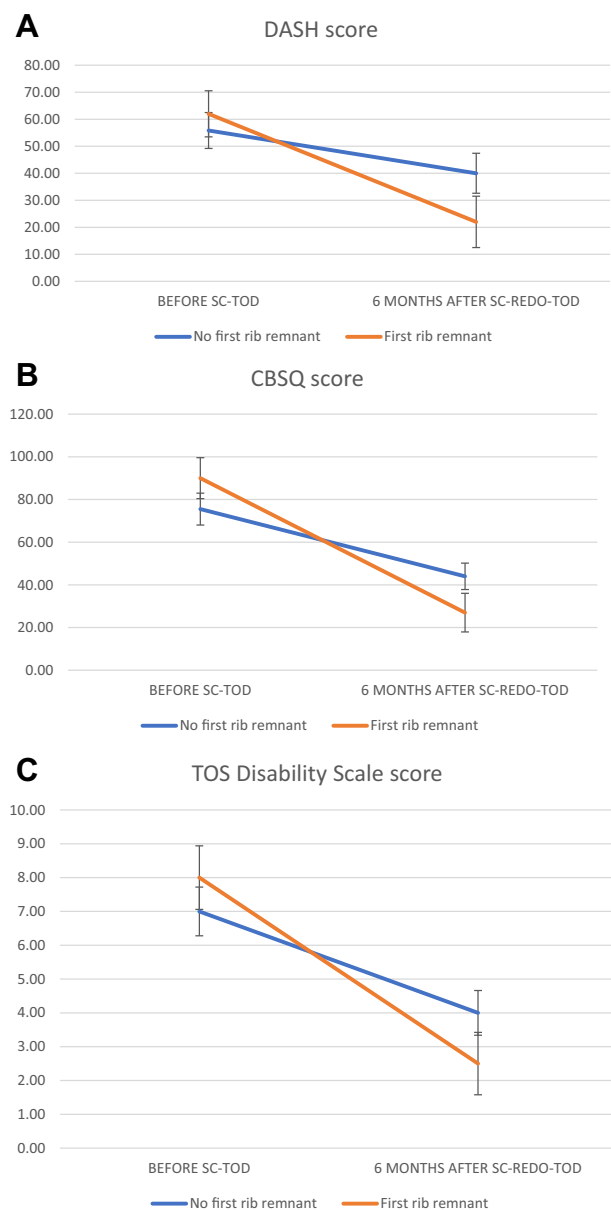 A
DASH score
80.00
70.00
60.00
50.00
40.00
30.00
20.00
10.00
0.00
BEFORE SC-TOD 6 MONTHS AFTER SC-REDO-TOD
No first rib remnant First rib remnant
B
CBSQ score
120.00
100.00
80.00
60.00
40.00
20.00
0.00
BEFORE SC-TOD 6 MONTHS AFTER SC-REDO-TOD
No first rib remnant First rib remnant
C
TOS Disability Scale score
10.00
9.00
8.00
7.00
6.00
5.00
4.00
3.00
2.00
1.00
0.00
BEFORE SC-TOD 6 MONTHS AFTER SC-REDO-TOD
No first rib remnant First rib remnant